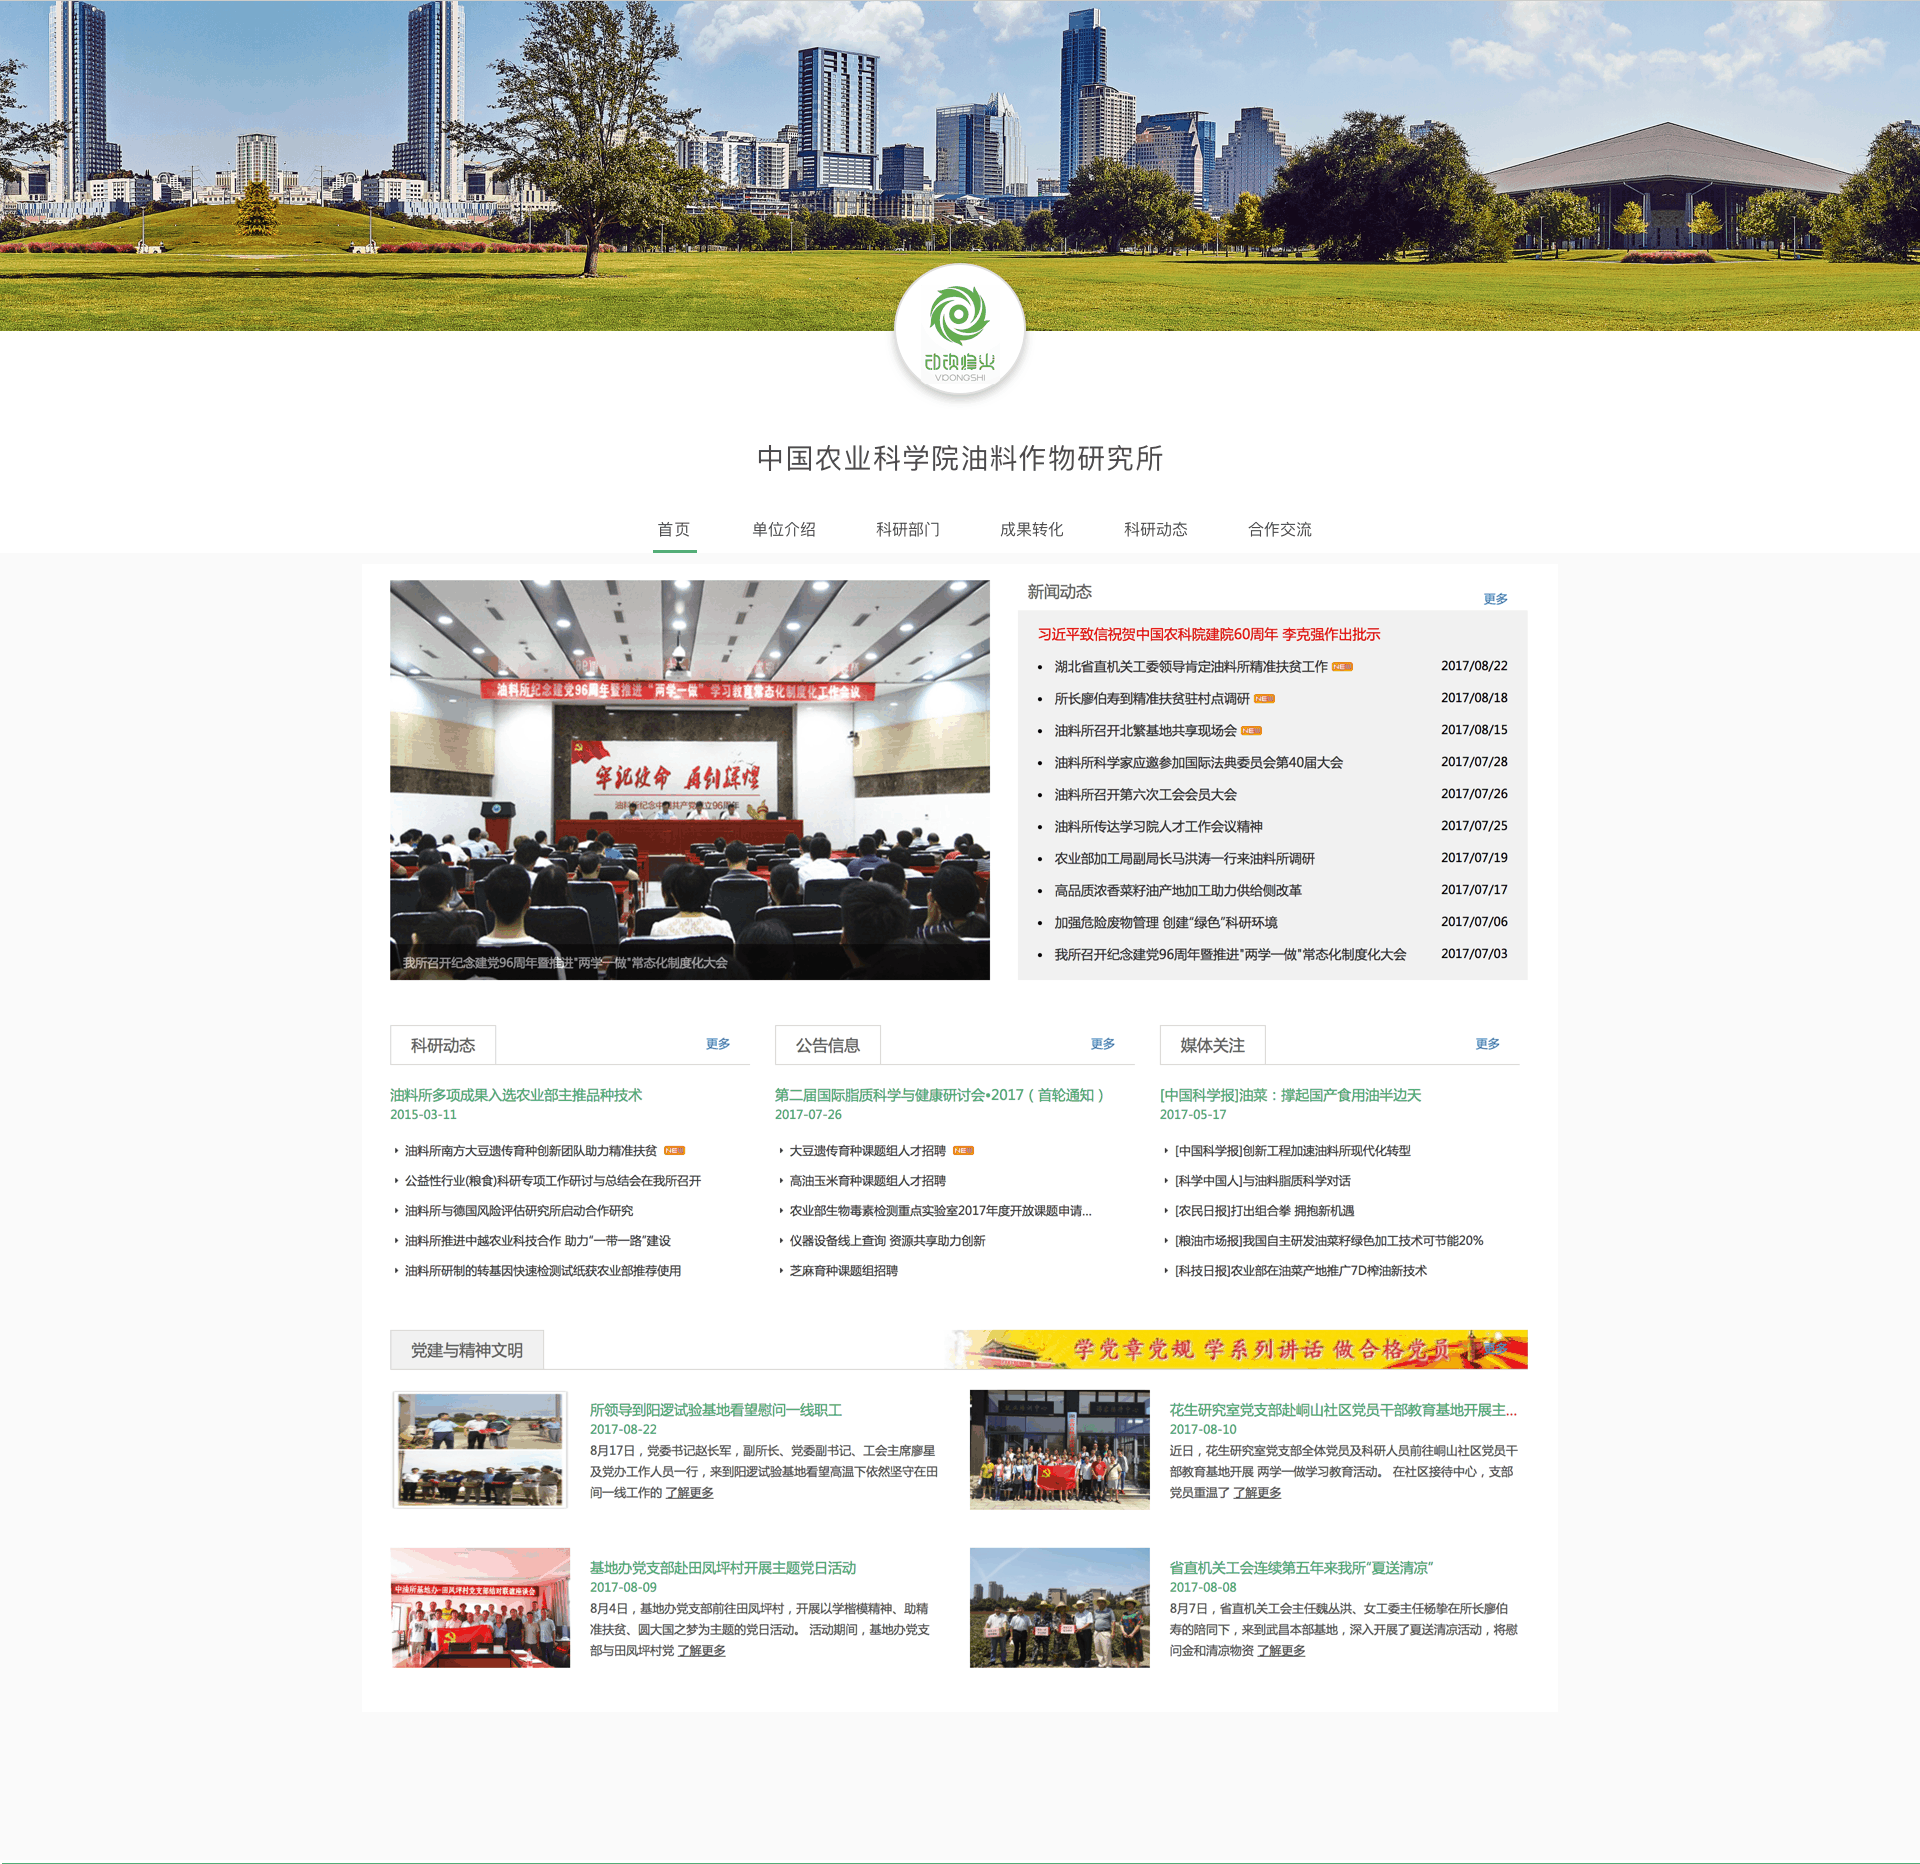 动视烽火
VDONGSHI
中国农业科学院油料作物研究所
首页 单位介绍 科研部门 成果转化 科研动态 合作交流
油料所纪念建党96周年暨推进“两学一做”学习教育常态化制度化工作会议
牢记使命 再创辉煌
油料所纪念中国共产党成立96周年
我所召开纪念建党96周年暨推进"两学一做"常态化制度化大会
新闻动态
更多
习近平致信祝贺中国农科院建院60周年 李克强作出批示
湖北省直机关工委领导肯定油料所精准扶贫工作 NEW 2017/08/22
所长廖伯寿到精准扶贫驻村点调研 NEW 2017/08/18
油料所召开北繁基地共享现场会 NEW 2017/08/15
油料所科学家应邀参加国际法典委员会第40届大会 2017/07/28
油料所召开第六次工会会员大会 2017/07/26
油料所传达学习院人才工作会议精神 2017/07/25
农业部加工局副局长马洪涛一行来油料所调研 2017/07/19
高品质浓香菜籽油产地加工助力供给侧改革 2017/07/17
加强危险废物管理 创建“绿色”科研环境 2017/07/06
我所召开纪念建党96周年暨推进"两学一做"常态化制度化大会 2017/07/03
科研动态 更多
油料所多项成果入选农业部主推品种技术
2015-03-11
油料所南方大豆遗传育种创新团队助力精准扶贫 NEW
公益性行业(粮食)科研专项工作研讨与总结会在我所召开
油料所与德国风险评估研究所启动合作研究
油料所推进中越农业科技合作 助力“一带一路”建设
油料所研制的转基因快速检测试纸获农业部推荐使用
公告信息 更多
第二届国际脂质科学与健康研讨会•2017（首轮通知）
2017-07-26
大豆遗传育种课题组人才招聘 NEW
高油玉米育种课题组人才招聘
农业部生物毒素检测重点实验室2017年度开放课题申请...
仪器设备线上查询 资源共享助力创新
芝麻育种课题组招聘
媒体关注 更多
[中国科学报]油菜：撑起国产食用油半边天
2017-05-17
[中国科学报]创新工程加速油料所现代化转型
[科学中国人]与油料脂质科学对话
[农民日报]打出组合拳 拥抱新机遇
[粮油市场报]我国自主研发油菜籽绿色加工技术可节能20%
[科技日报]农业部在油菜产地推广7D榨油新技术
党建与精神文明
学党章党规 学系列讲话 做合格党员
更多
所领导到阳逻试验基地看望慰问一线职工
2017-08-22
8月17日，党委书记赵长军，副所长、党委副书记、工会主席廖星
及党办工作人员一行，来到阳逻试验基地看望高温下依然坚守在田
间一线工作的 了解更多
花生研究室党支部赴峒山社区党员干部教育基地开展主...
2017-08-10
近日，花生研究室党支部全体党员及科研人员前往峒山社区党员干
部教育基地开展 两学一做学习教育活动。 在社区接待中心，支部
党员重温了 了解更多
中油所基地办-田凤坪村党支部结对联谊座谈会
基地办党支部赴田凤坪村开展主题党日活动
2017-08-09
8月4日，基地办党支部前往田凤坪村，开展以学楷模精神、助精
准扶贫、圆大国之梦为主题的党日活动。 活动期间，基地办党支
部与田凤坪村党 了解更多
省直机关工会连续第五年来我所“夏送清凉”
2017-08-08
8月7日，省直机关工会主任魏丛洪、女工委主任杨挚在所长廖伯
寿的陪同下，来到武昌本部基地，深入开展了夏送清凉活动，将慰
问金和清凉物资 了解更多